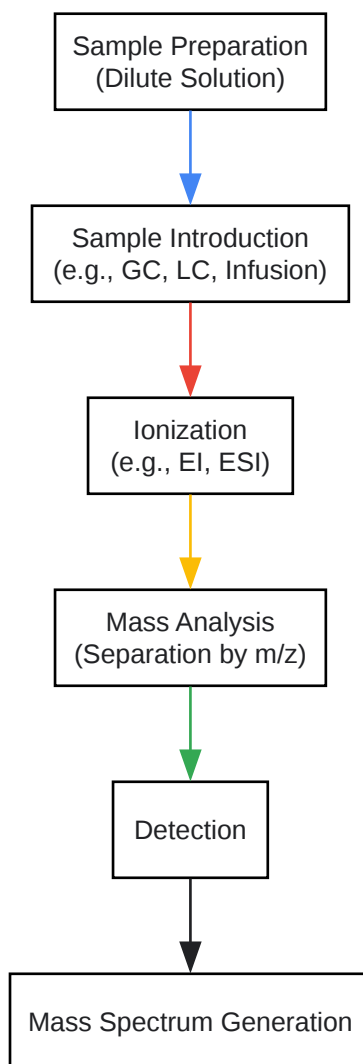 Sample Preparation
(Dilute Solution)
Sample Introduction
(e.g., GC, LC, Infusion)
Ionization
(e.g., EI, ESI)
Mass Analysis
(Separation by m/z)
Detection
Mass Spectrum Generation